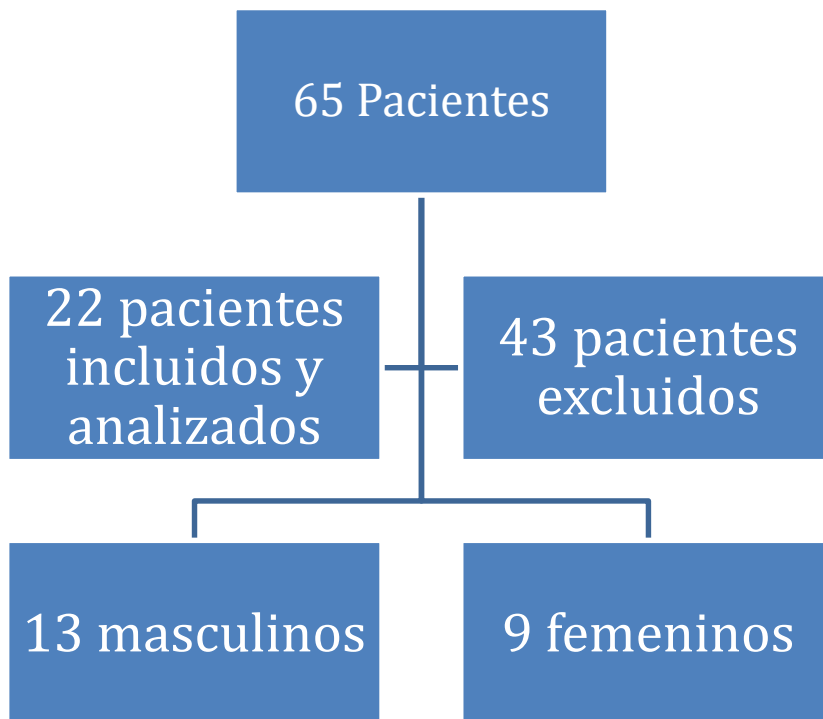 65 Pacientes
22 pacientes
incluidos y
analizados
43 pacientes
excluidos
13 masculinos
9 femeninos